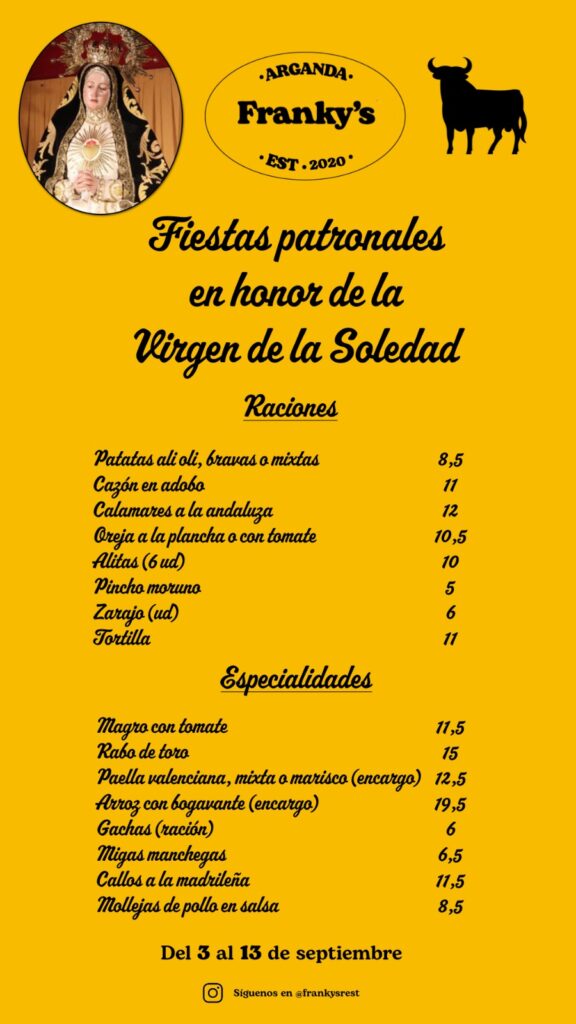 ·ARGANDA·
Franky's
·EST·2020·
Fiestas patronales
en honor de la
Virgen de la Soledad
Raciones
Patatas ali oli, bravas o mixtas 8,5
Cazón en adobo 11
Calamares a la andaluza 12
Oreja a la plancha o con tomate 10,5
Alitas (6 ud) 10
Pincho moruno 5
Zarajo (ud) 6
Tortilla 11
Especialidades
Magro con tomate 11,5
Rabo de toro 15
Paella valenciana, mixta o marisco (encargo) 12,5
Arroz con bogavante (encargo) 19,5
Gachas (ración) 6
Migas manchegas 6,5
Callos a la madrileña 11,5
Mollejas de pollo en salsa 8,5
Del 3 al 13 de septiembre
Síguenos en @frankysrest